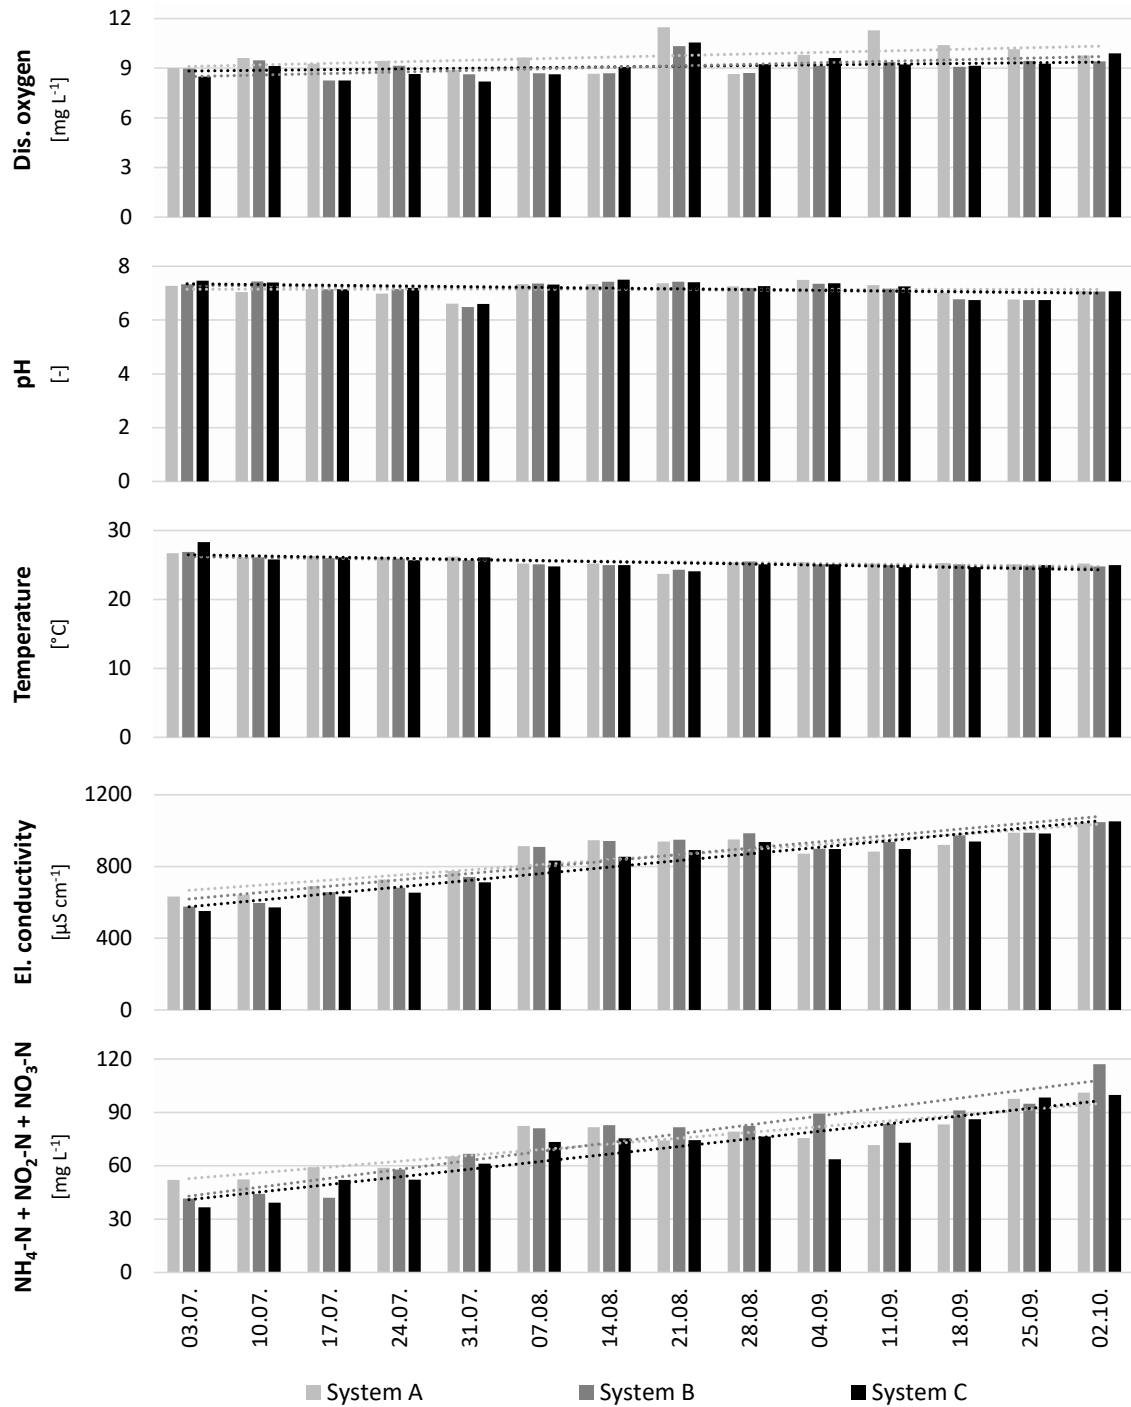 Dis. oxygen
[mg L-1]
12
9
6
3
0
pH
[-]
8
6
4
2
0
Temperature
[°C]
30
20
10
0
El. conductivity
[µS cm-1]
1200
800
400
0
NH4-N + NO2-N + NO3-N
[mg L-1]
120
90
60
30
0
03.07. 10.07. 17.07. 24.07. 31.07. 07.08. 14.08. 21.08. 28.08. 04.09. 11.09. 18.09. 25.09. 02.10.
System A System B System C